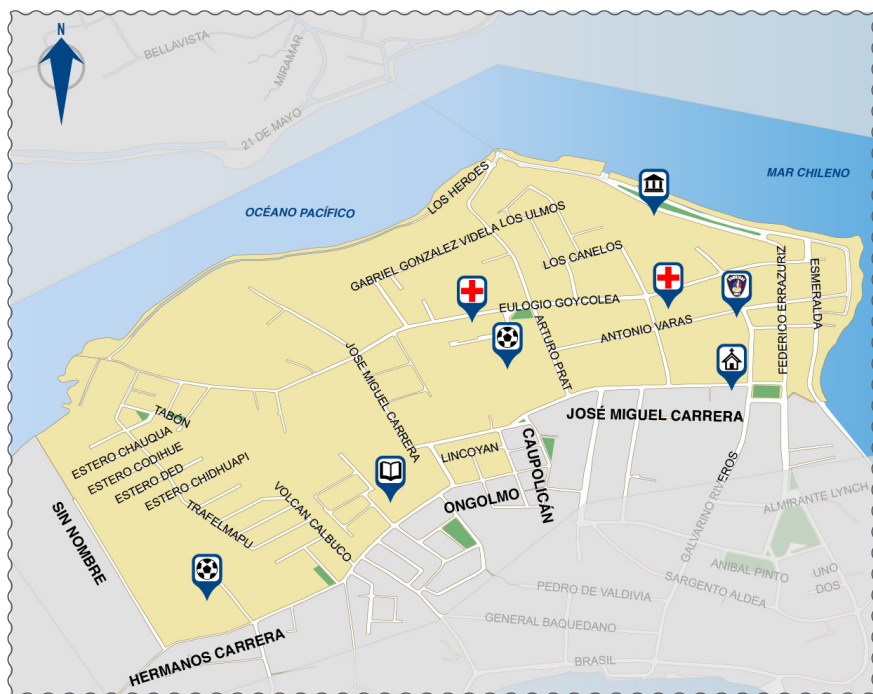 N
BELLAVISTA
MIRAMAR
21 DE MAYO
MAR CHILENO
OCÉANO PACÍFICO
LOS HEROES
GABRIEL GONZALEZ VIDELA
LOS ULMOS
LOS CANELOS
EULOGIO GOYCOLEA
ANTONIO VARAS
ARTURO PRAT
FEDERICO ERRAZURIZ
ESMERALDA
JOSE MIGUEL CARRERA
JOSÉ MIGUEL CARRERA
TABÓN
ESTERO CHAUQUA
ESTERO CODIHUE
ESTERO DED
ESTERO CHIDHUAPI
TRAFELMAPU
VOLCAN CALBUCO
LINCOYAN
CAUPOLICÁN
ONGOLMO
SIN NOMBRE
HERMANOS CARRERA
GALVARINO RIVEROS
ALMIRANTE LYNCH
ANIBAL PINTO
SARGENTO ALDEA
UNO
DOS
PEDRO DE VALDIVIA
GENERAL BAQUEDANO
BRASIL